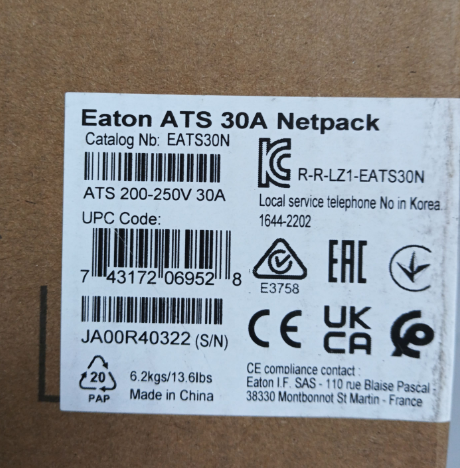 Eaton ATS 30A Netpack
Catalog Nb: EATS30N
R-R-LZ1-EATS30N
ATS 200-250V 30A
Local service telephone No in Korea
1644-2202
UPC Code:
7 43172 06952 8
E3758
EAC
JA00R40322 (S/N)
CE
UK
CA
20
PAP
6.2kgs/13.6lbs
Made in China
CE compliance contact :
Eaton I.F. SAS - 110 rue Blaise Pascal
38330 Montbonnot St Martin - France